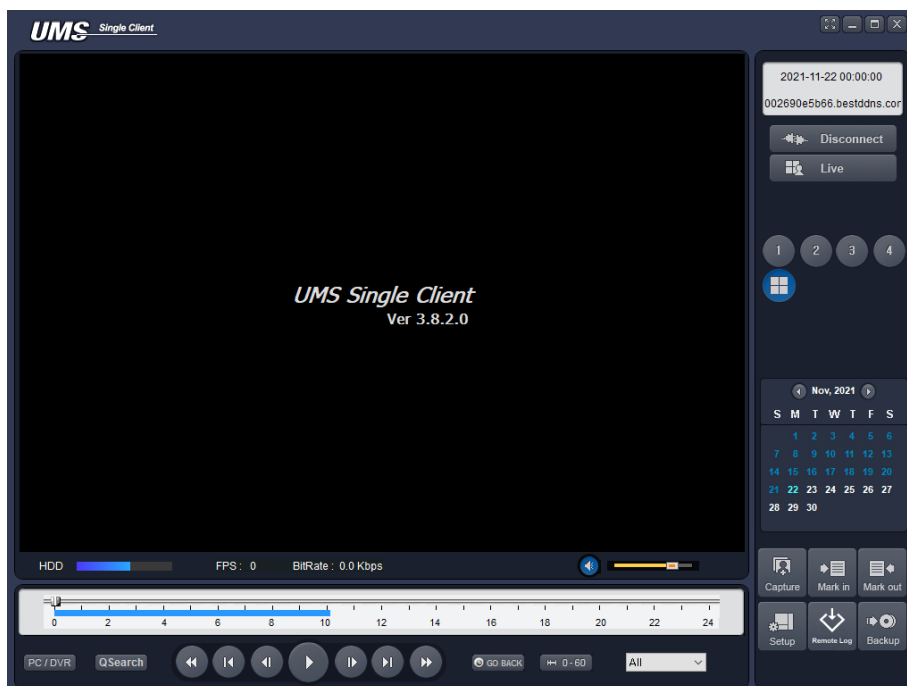 UMS Single Client
2021-11-22 00:00:00
002690e5b66.bestddns.cor
Disconnect
Live
1 2 3 4
UMS Single Client
Ver 3.8.2.0
Nov, 2021
S M T W T F S
1 2 3 4 5 6
7 8 9 10 11 12 13
14 15 16 17 18 19 20
21 22 23 24 25 26 27
28 29 30
HDD FPS : 0 BitRate : 0.0 Kbps
Capture Mark in Mark out
0 2 4 6 8 10 12 14 16 18 20 22 24
Setup Remote Log Backup
PC / DVR QSearch GO BACK 0 - 60 All